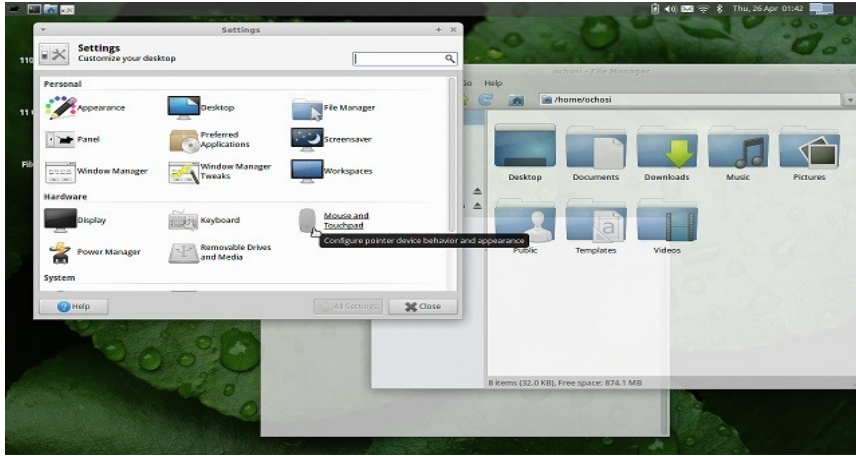 Thu, 26 Apr 01:42
Settings
Settings
Customize your desktop
Personal
Appearance
Desktop
File Manager
Panel
Preferred
Applications
Screensaver
Window Manager
Window Manager
Tweaks
Workspaces
Hardware
Display
Keyboard
Mouse and
Touchpad
Configure pointer device behavior and appearance
Power Manager
Removable Drives
and Media
System
Help
All Settings
Close
ochosi - File Manager
Go Help
/home/ochosi
Desktop
Documents
Downloads
Music
Pictures
Public
Templates
Videos
8 items (32.0 KB), Free space: 874.1 MB